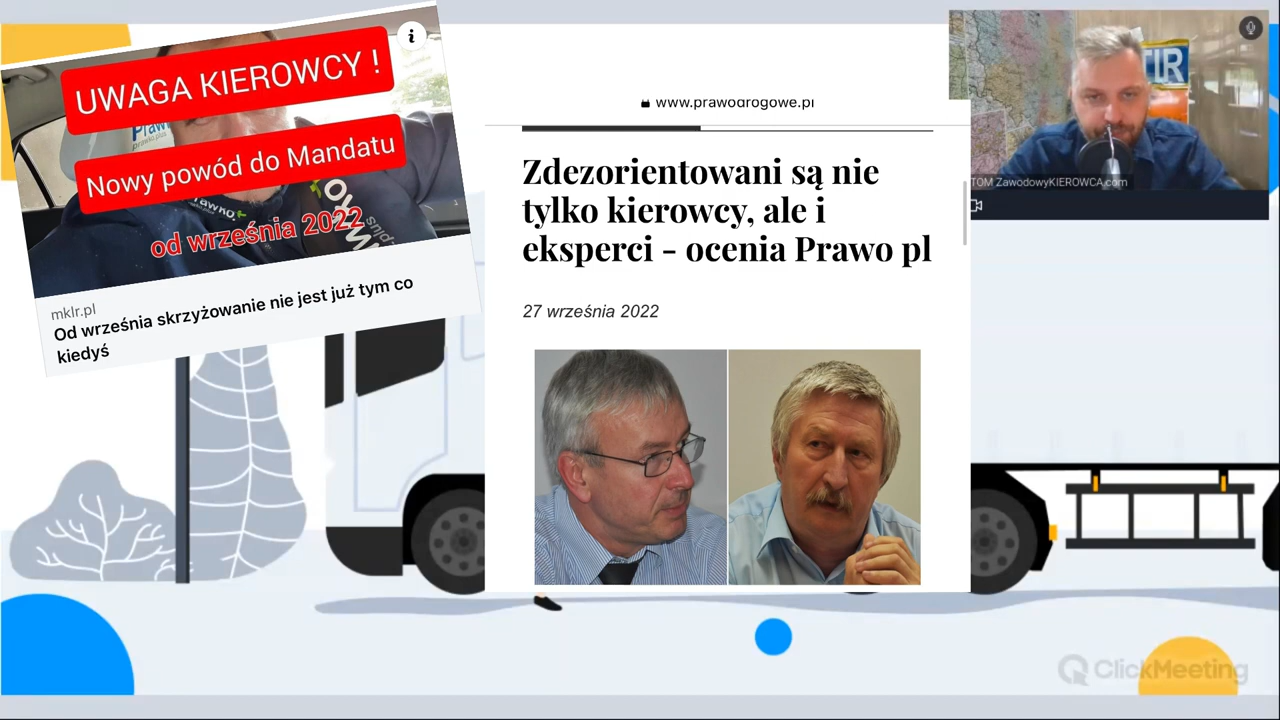 UWAGA KIEROWCY !
Nowy powód do Mandatu
od września 2022
mklr.pl
Od września skrzyżowanie nie jest już tym co
kiedyś
www.prawodrogowe.pl
Zdezorientowani są nie
tylko kierowcy, ale i
eksperci - ocenia Prawo pl
27 września 2022
TIR
TOM ZawodowyKIEROWCA.com
ClickMeeting